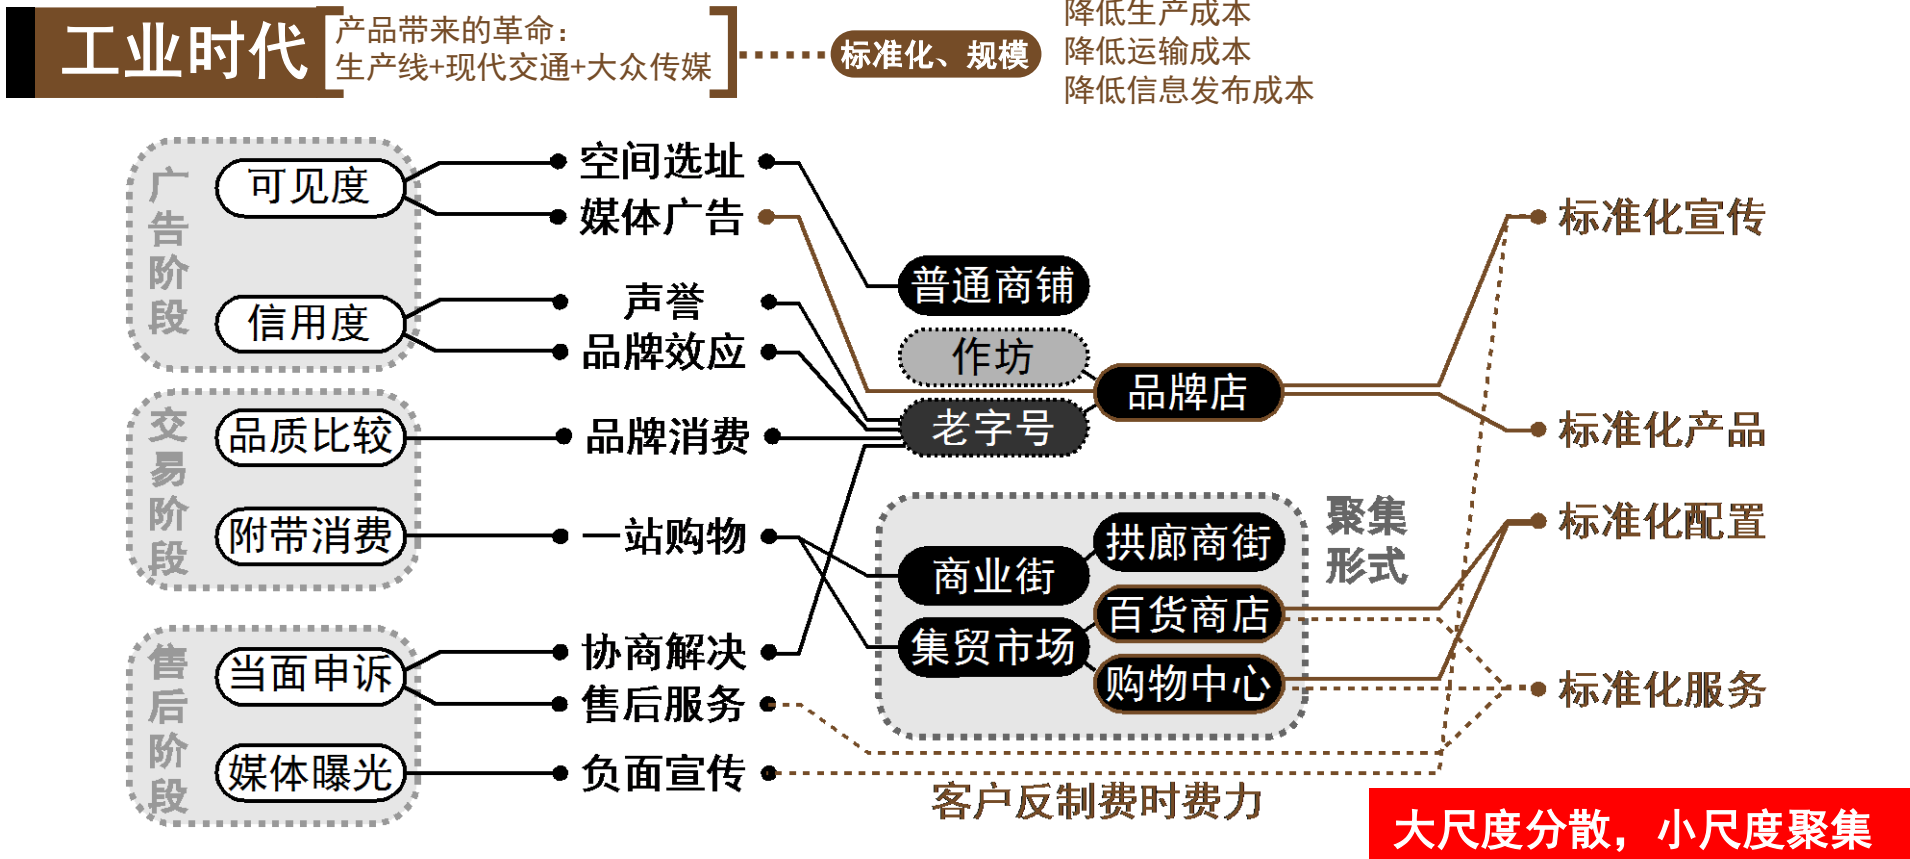 工业时代
产品带来的革命：
生产线+现代交通+大众传媒
标准化、规模
降低生产成本
降低运输成本
降低信息发布成本
广告阶段
可见度
信用度
空间选址
媒体广告
声誉
品牌效应
交易阶段
品质比较
附带消费
品牌消费
一站购物
售后阶段
当面申诉
媒体曝光
协商解决
售后服务
负面宣传
普通商铺
作坊
老字号
品牌店
聚集
形式
商业街
集贸市场
拱廊商街
百货商店
购物中心
标准化宣传
标准化产品
标准化配置
标准化服务
客户反制费时费力
大尺度分散，小尺度聚集